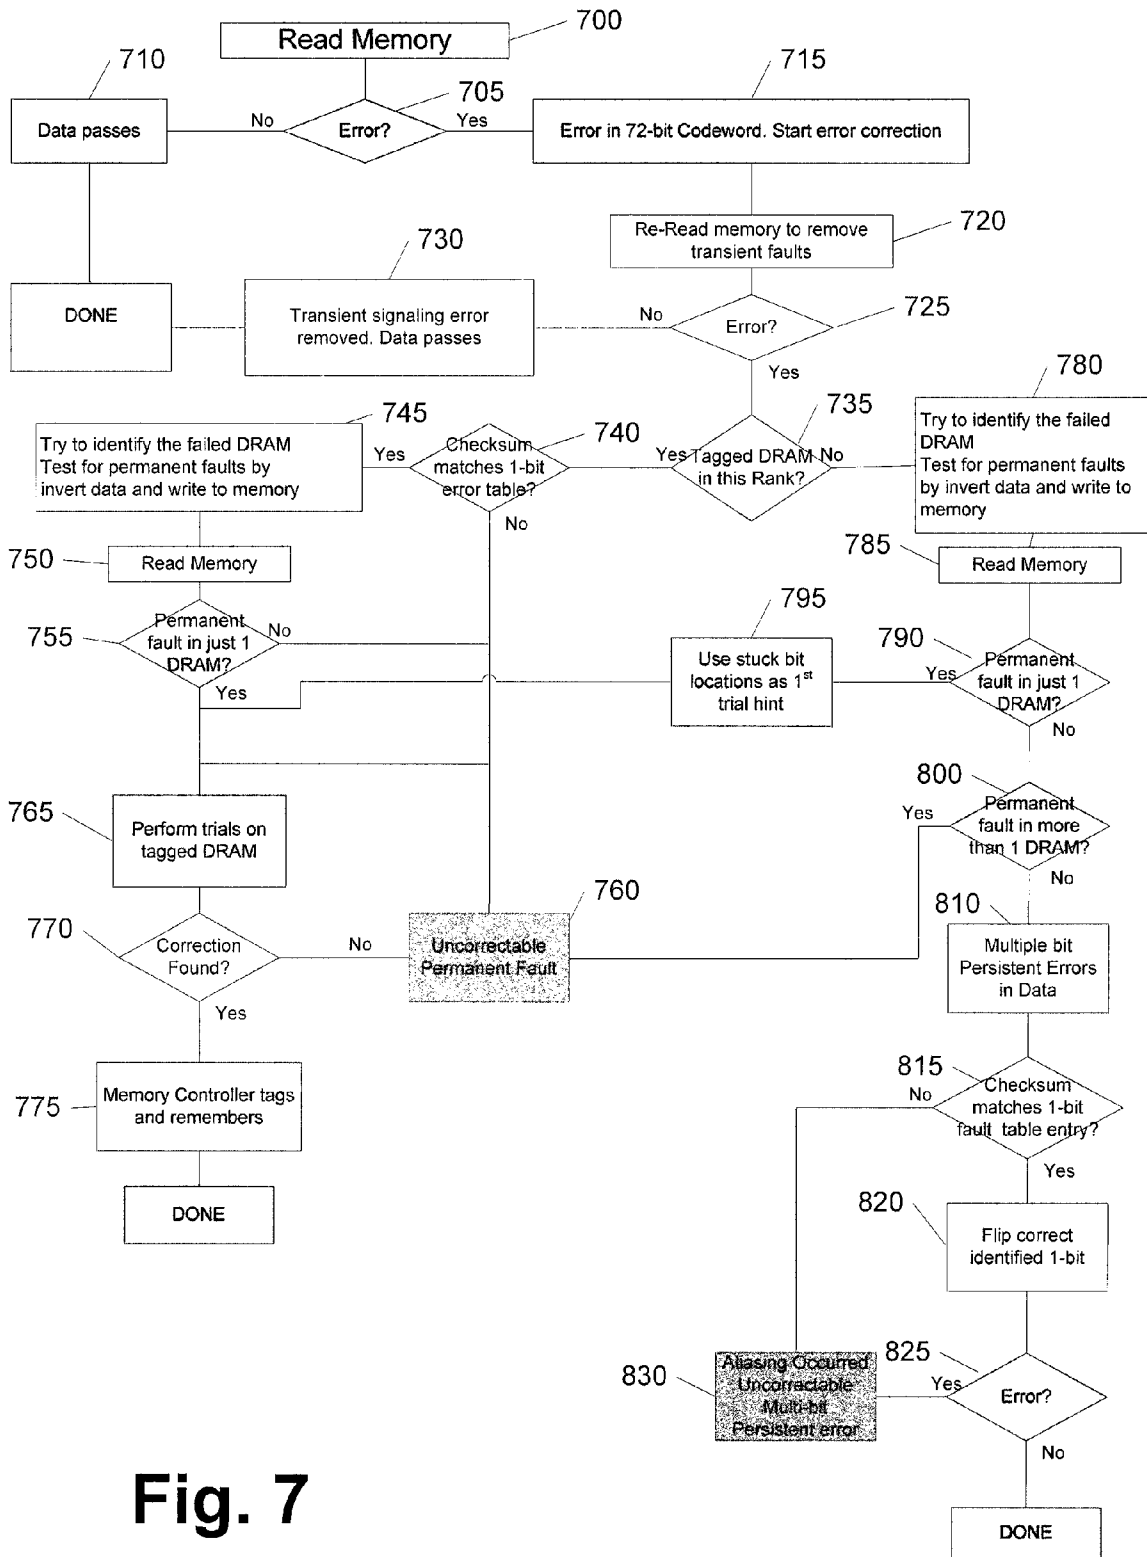 700
Read Memory
710
705
715
Data passes
No
Error?
Yes
Error in 72-bit Codeword. Start error correction
720
Re-Read memory to remove
transient faults
730
DONE
Transient signaling error
removed. Data passes
No
Error?
725
Yes
780
745
735
Try to identify the failed DRAM
Test for permanent faults by
invert data and write to memory
Yes
Checksum
matches 1-bit
error table?
740
Yes
Tagged DRAM
in this Rank?
No
Try to identify the failed
DRAM
Test for permanent faults
by invert data and write to
memory
No
750
Read Memory
785
Read Memory
755
Permanent
fault in just 1
DRAM?
No
Yes
795
Use stuck bit
locations as 1st
trial hint
790
Yes
Permanent
fault in just 1
DRAM?
No
800
Yes
Permanent
fault in more
than 1 DRAM?
No
765
Perform trials on
tagged DRAM
760
770
Correction
Found?
No
Uncorrectable
Permanent Fault
Yes
810
Multiple bit
Persistent Errors
in Data
775
Memory Controller tags
and remembers
DONE
815
No
Checksum
matches 1-bit
fault table entry?
Yes
820
Flip correct
identified 1-bit
830
Aliasing Occurred
Uncorrectable
Multi-bit
Persistent error
825
Yes
Error?
No
DONE
Fig. 7